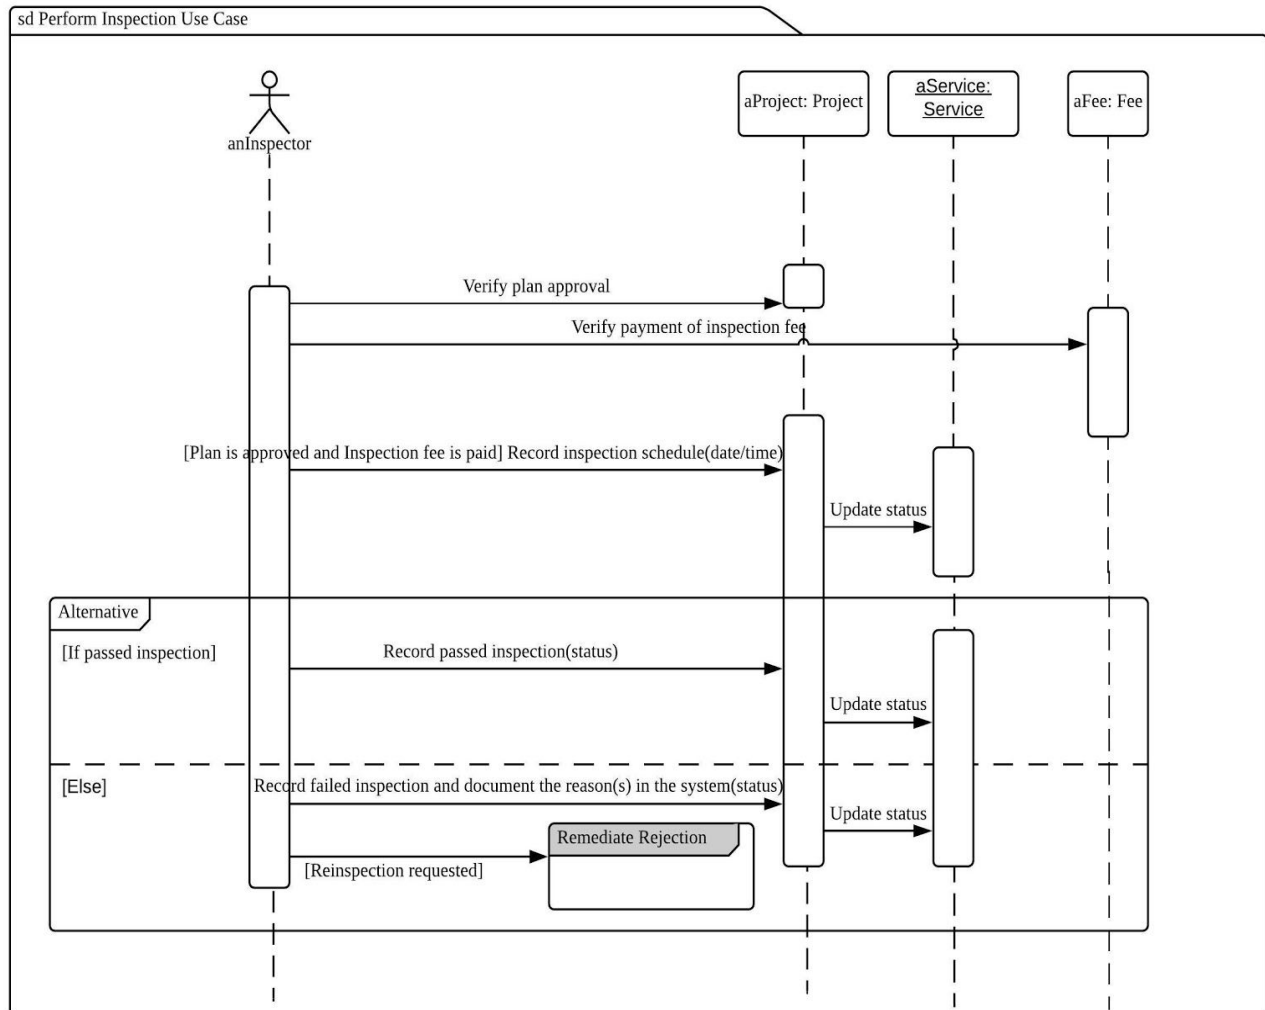 sd Perform Inspection Use Case
anInspector
aProject: Project
aService:
Service
aFee: Fee
Verify plan approval
Verify payment of inspection fee
[Plan is approved and Inspection fee is paid] Record inspection schedule(date/time)
Update status
Alternative
[If passed inspection]
Record passed inspection(status)
Update status
[Else]
Record failed inspection and document the reason(s) in the system(status)
Update status
Remediate Rejection
[Reinspection requested]